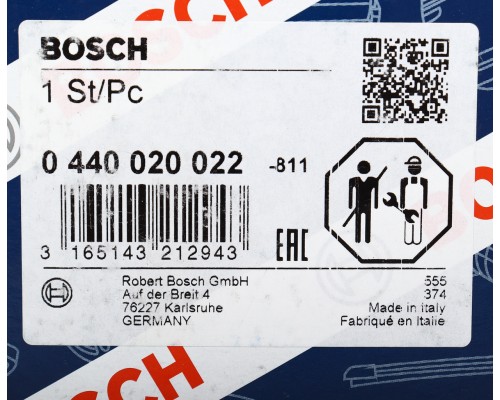 BOSCH
1 St/Pc
0 440 020 022 -811
3 165143 212943
EAC
Robert Bosch GmbH 555
Auf der Breit 4 374
76227 Karlsruhe Made in Italy
GERMANY Fabriqué en Italie
BOSCH